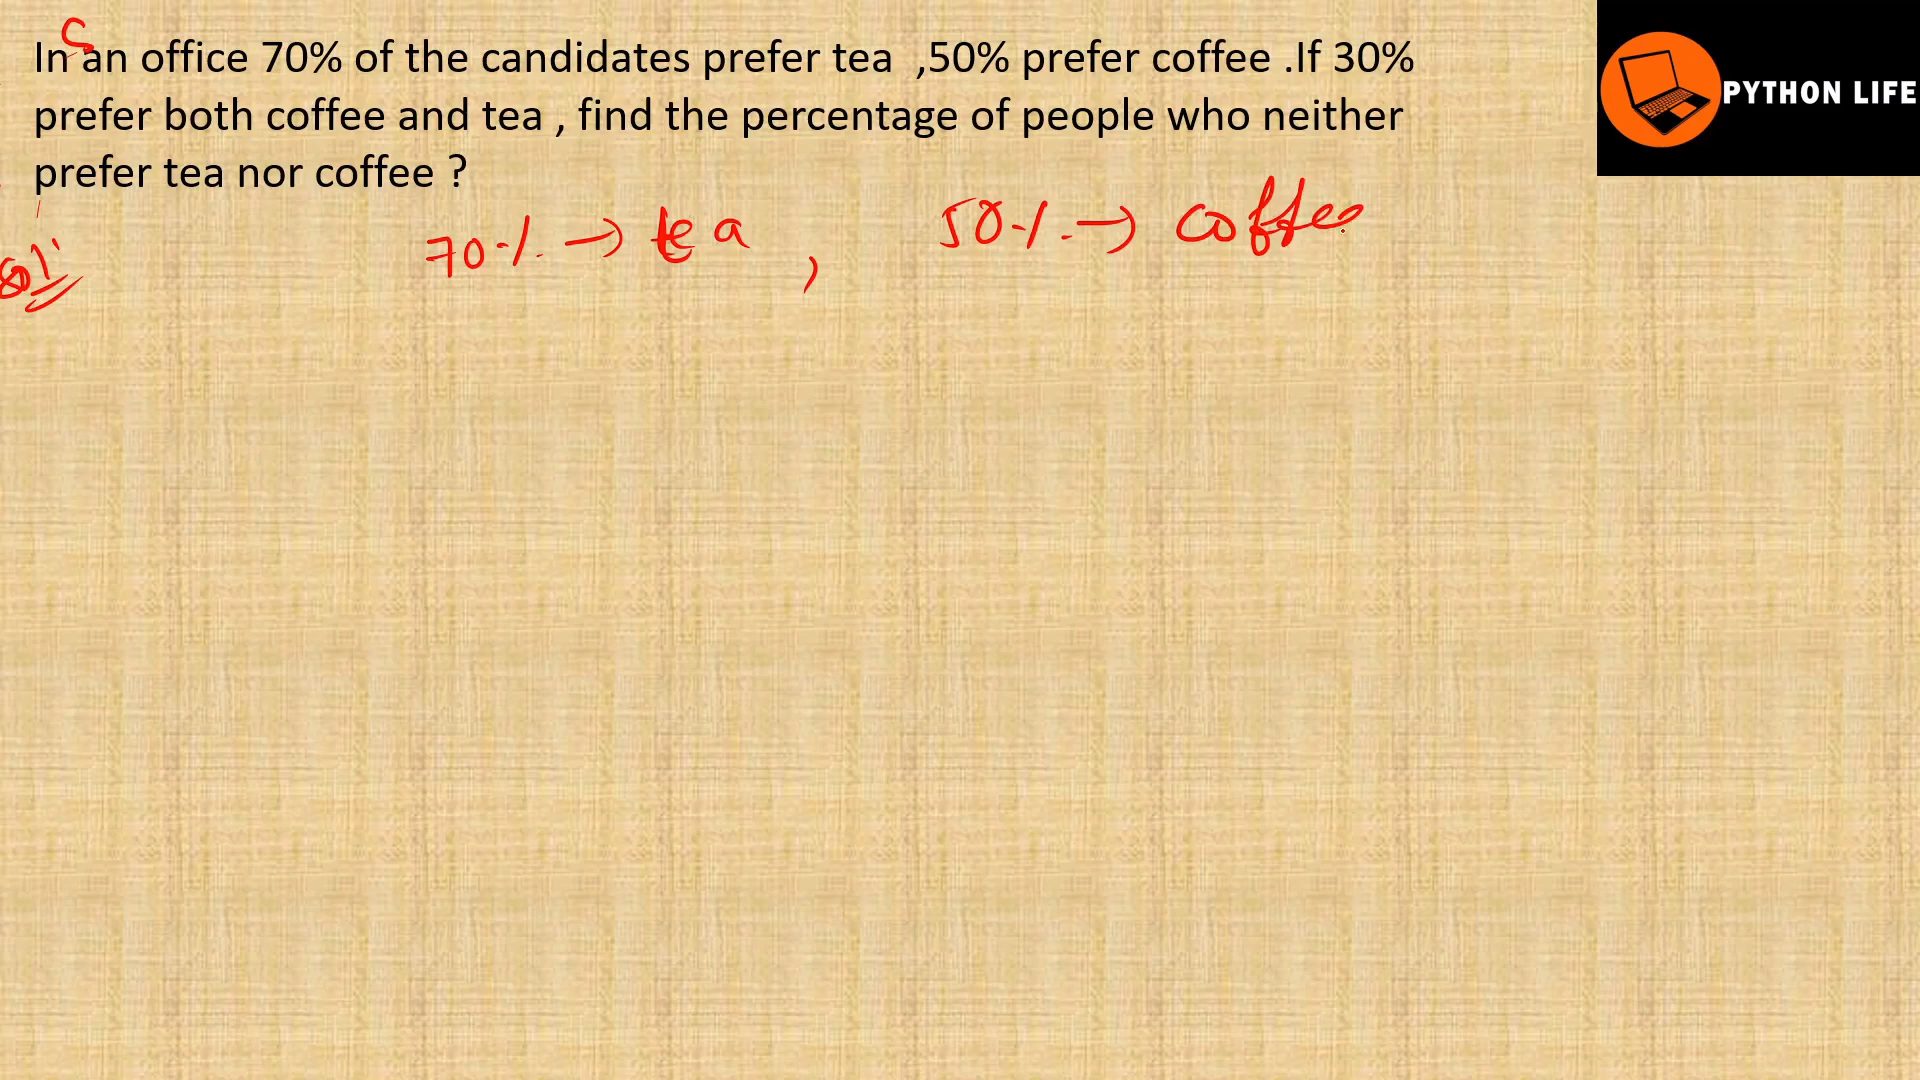 In an office 70% of the candidates prefer tea ,50% prefer coffee .If 30%
prefer both coffee and tea , find the percentage of people who neither
prefer tea nor coffee ?
PYTHON LIFE
70% → tea , 50% → coffee